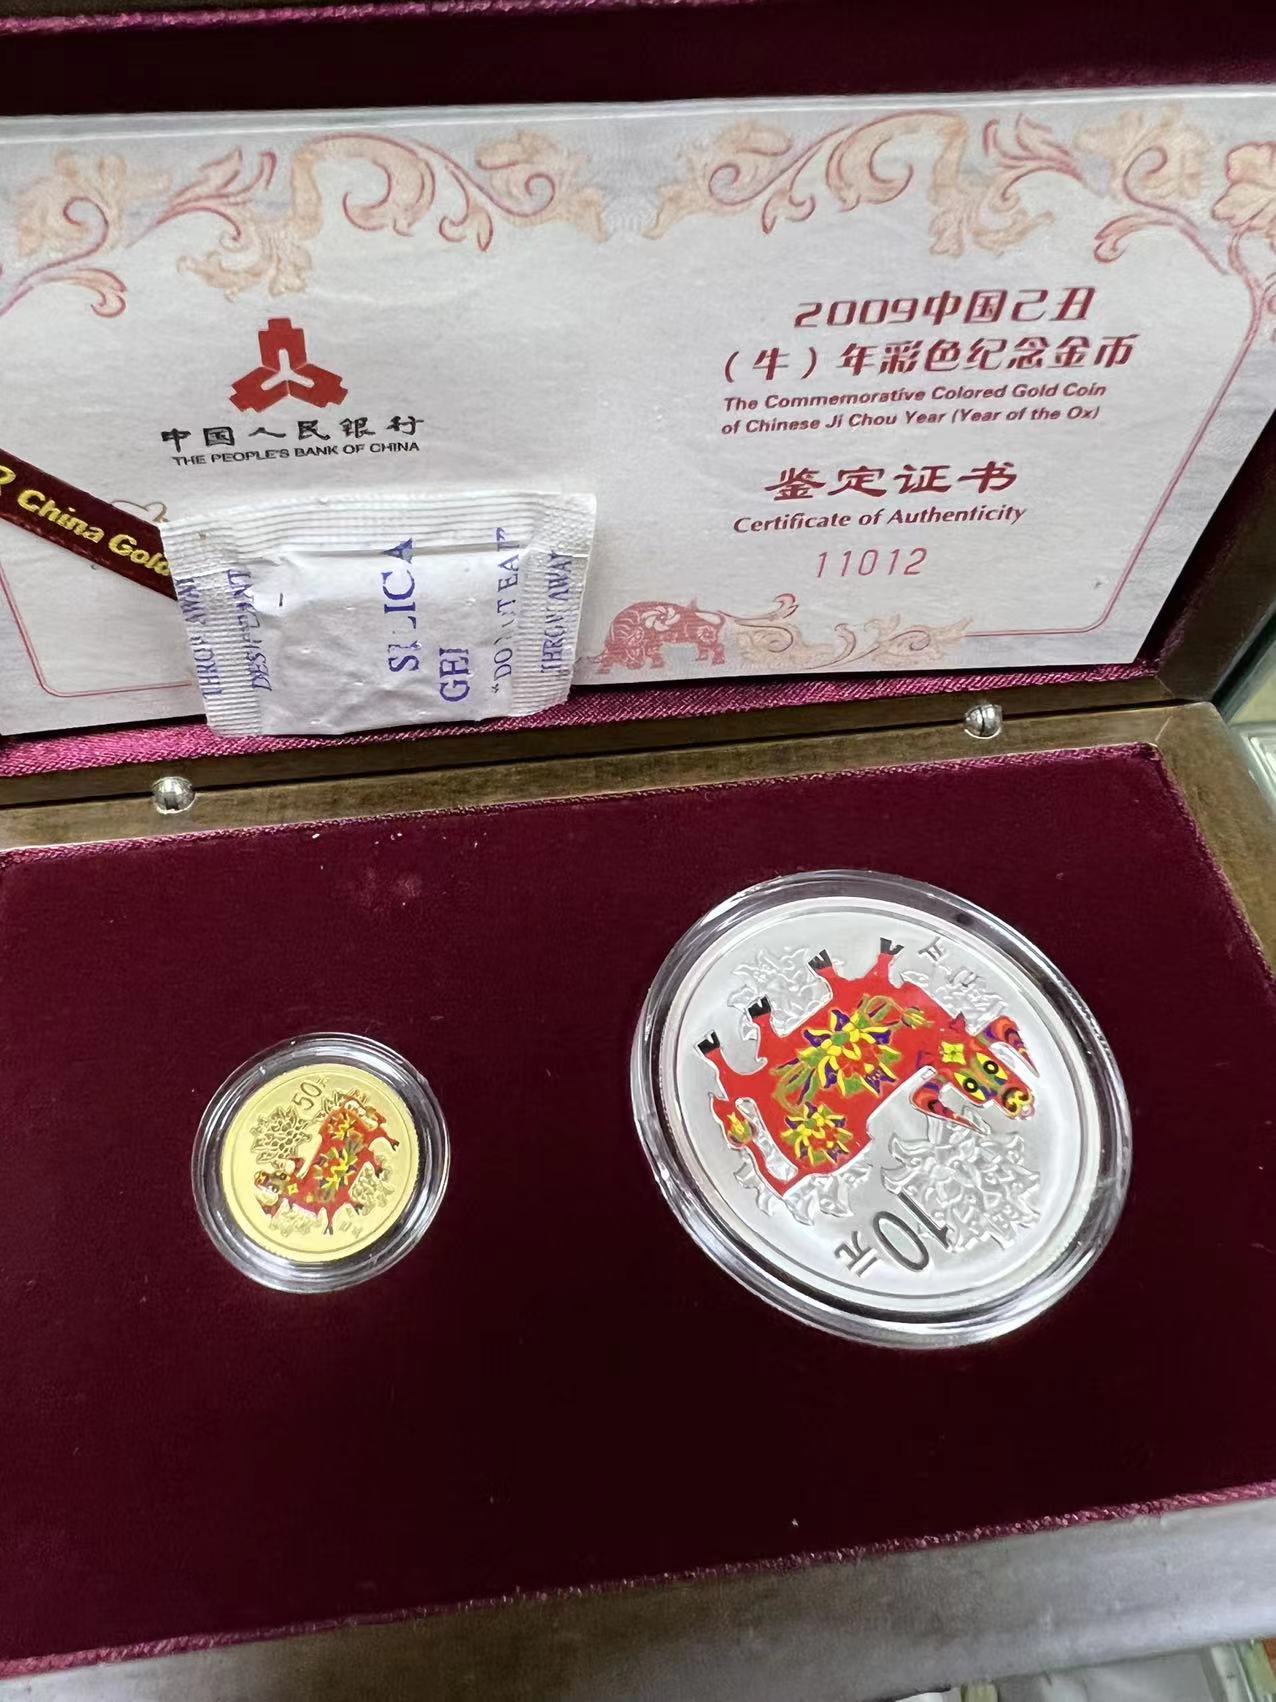 2009中国己丑
（牛）年彩色纪念金币
The Commemorative Colored Gold Coin
of Chinese Ji Chou Year (Year of the Ox)
鉴定证书
Certificate of Authenticity
11012
中国人民银行
THE PEOPLE'S BANK OF CHINA
China Gold
THROW AWAY
DESICCANT
SILICA
GEL
"DO NOT EAT"
THROW AWAY
50元
10元